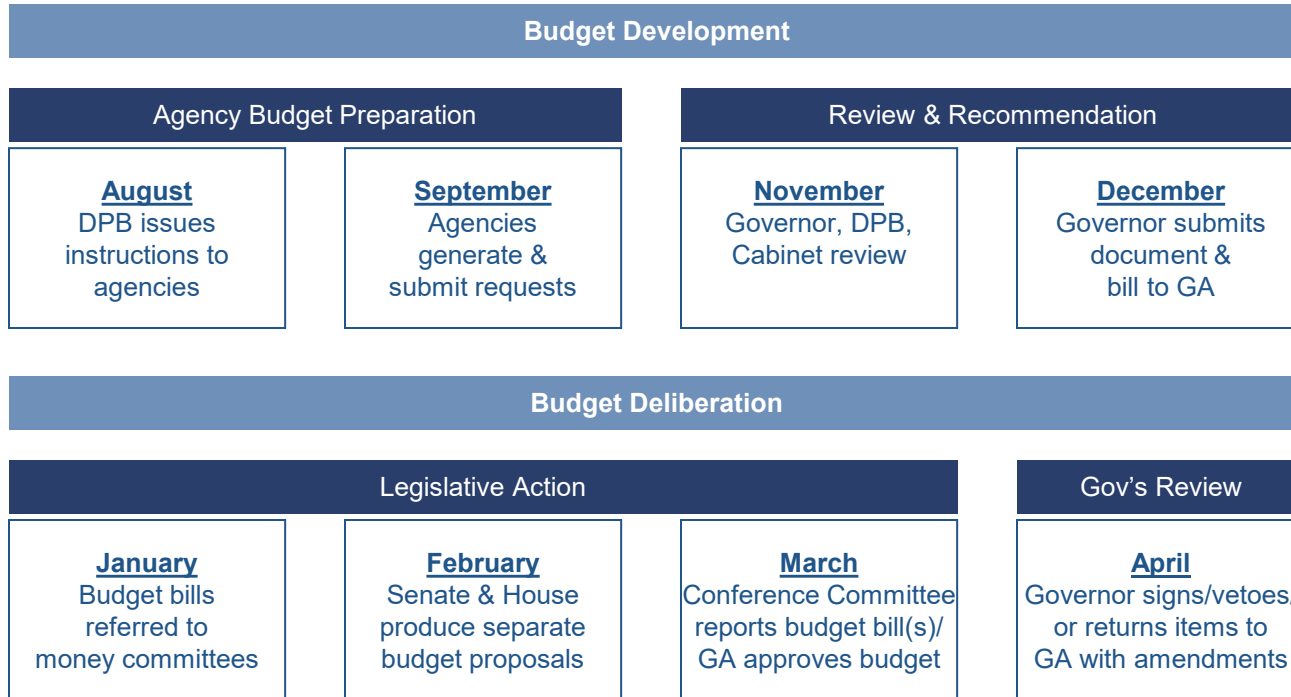 Budget Development
Agency Budget Preparation
Review & Recommendation
August
DPB issues
instructions to
agencies
September
Agencies
generate &
submit requests
November
Governor, DPB,
Cabinet review
December
Governor submits
document &
bill to GA
Budget Deliberation
Legislative Action
Gov's Review
January
Budget bills
referred to
money committees
February
Senate & House
produce separate
budget proposals
March
Conference Committee
reports budget bill(s)/
GA approves budget
April
Governor signs/vetoes/
or returns items to
GA with amendments